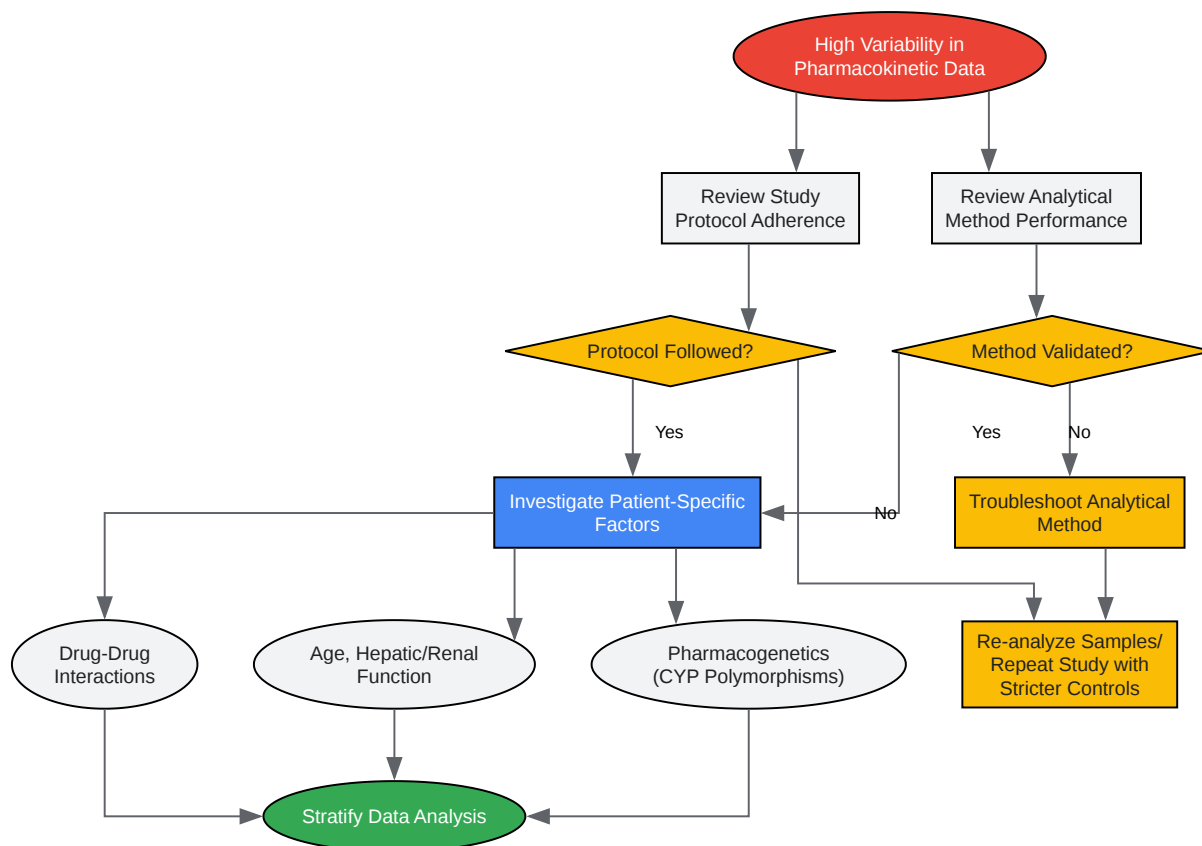 High Variability in
Pharmacokinetic Data
Review Study
Protocol Adherence
Review Analytical
Method Performance
Protocol Followed?
Method Validated?
Yes
Yes
No
Investigate Patient-Specific
Factors
No
Troubleshoot Analytical
Method
Drug-Drug
Interactions
Age, Hepatic/Renal
Function
Pharmacogenetics
(CYP Polymorphisms)
Re-analyze Samples/
Repeat Study with
Stricter Controls
Stratify Data Analysis